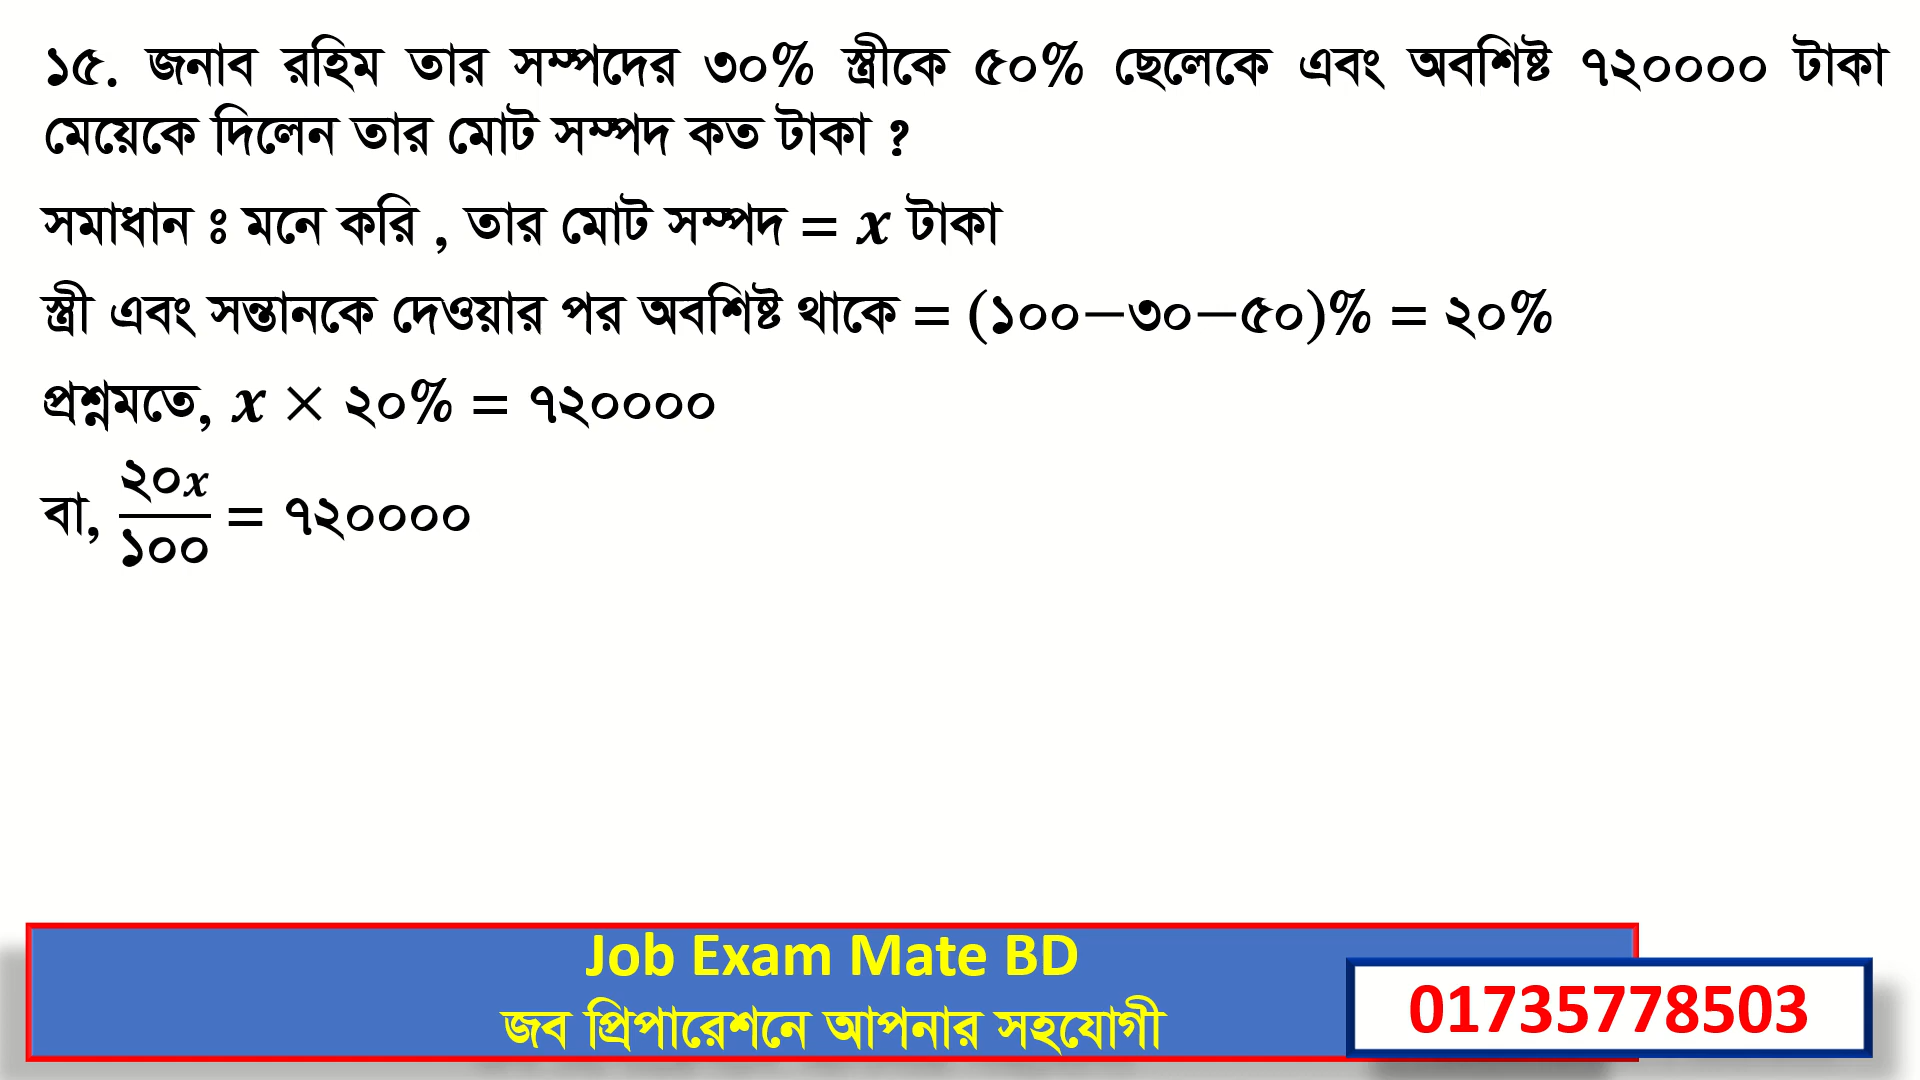 ১৫. জনাব রহিম তার সম্পদের ৩০% স্ত্রীকে ৫০% ছেলেকে এবং অবশিষ্ট ৭২০০০০ টাকা
মেয়েকে দিলেন তার মোট সম্পদ কত টাকা ?
সমাধান ঃ মনে করি , তার মোট সম্পদ = x টাকা
স্ত্রী এবং সন্তানকে দেওয়ার পর অবশিষ্ট থাকে = (১০০−৩০−৫০)% = ২০%
প্রশ্নমতে, x × ২০% = ৭২০০০০
বা, ২০x/১০০ = ৭২০০০০
Job Exam Mate BD
জব প্রিপারেশনে আপনার সহযোগী
01735778503